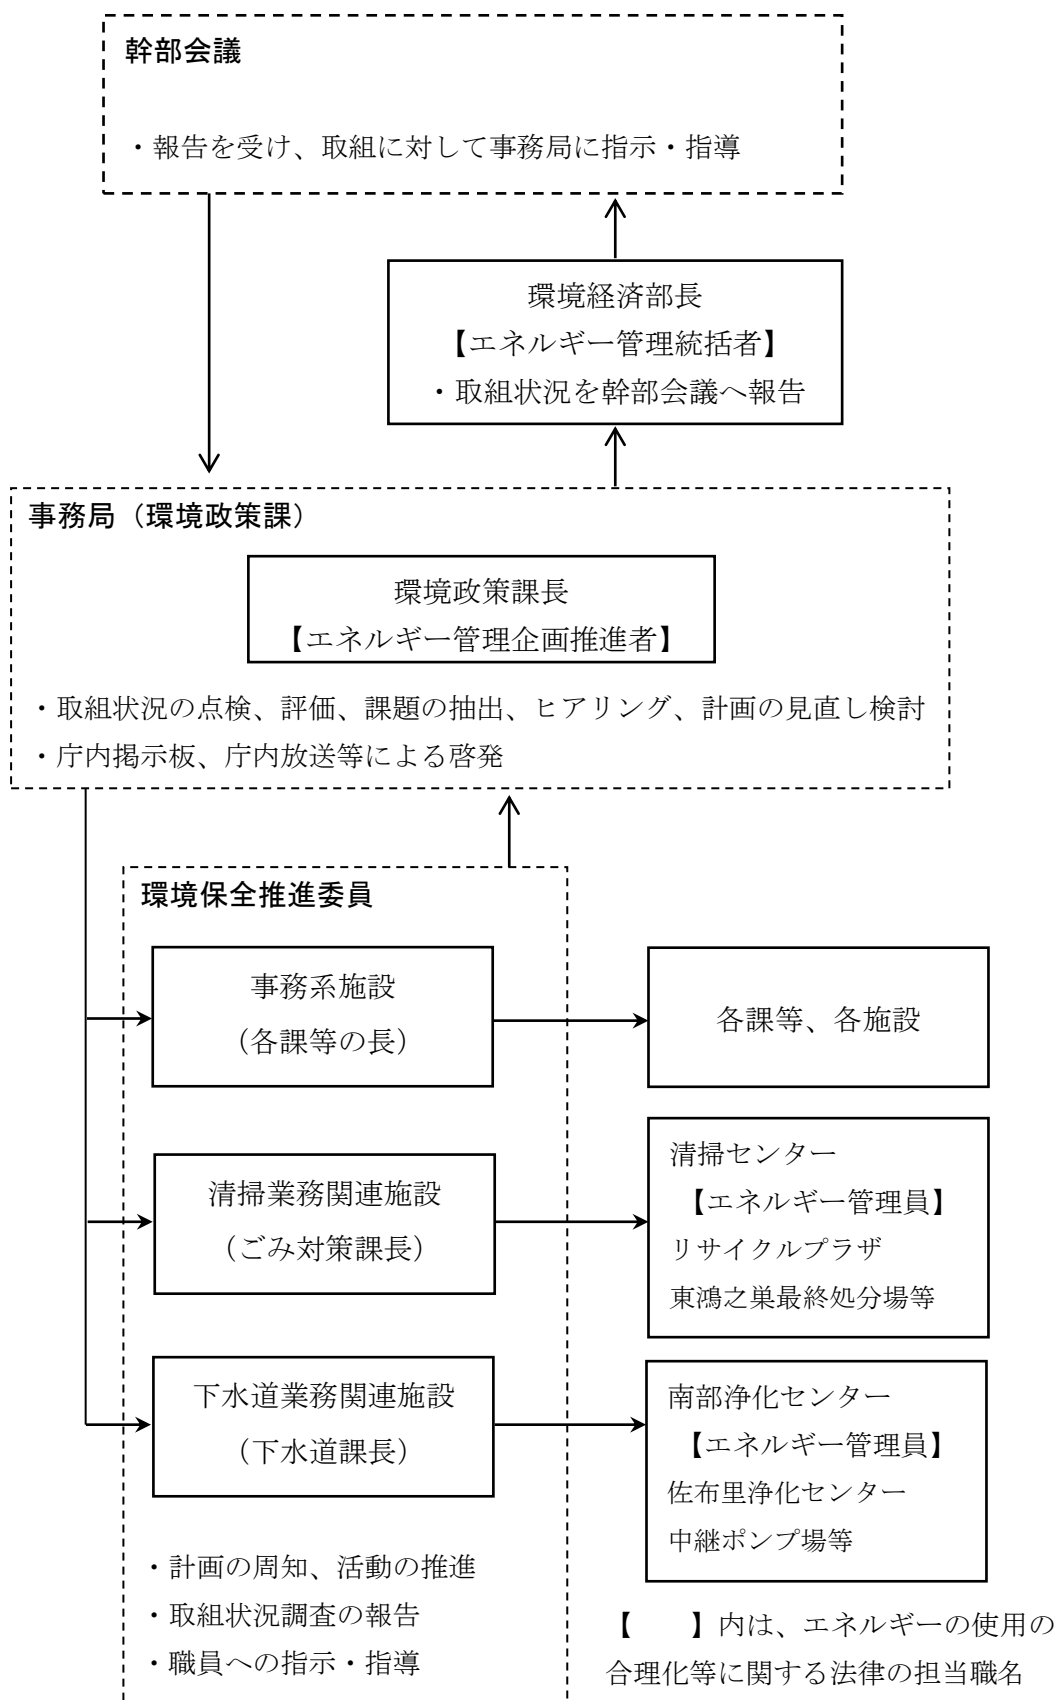 幹部会議
・報告を受け、取組に対して事務局に指示・指導
環境経済部長
【エネルギー管理統括者】
・取組状況を幹部会議へ報告
事務局（環境政策課）
環境政策課長
【エネルギー管理企画推進者】
・取組状況の点検、評価、課題の抽出、ヒアリング、計画の見直し検討
・庁内掲示板、庁内放送等による啓発
環境保全推進委員
事務系施設
（各課等の長）
各課等、各施設
清掃業務関連施設
（ごみ対策課長）
清掃センター
【エネルギー管理員】
リサイクルプラザ
東鴻之巣最終処分場等
下水道業務関連施設
（下水道課長）
南部浄化センター
【エネルギー管理員】
佐布里浄化センター
中継ポンプ場等
・計画の周知、活動の推進
・取組状況調査の報告
・職員への指示・指導
【　　】内は、エネルギーの使用の
合理化等に関する法律の担当職名